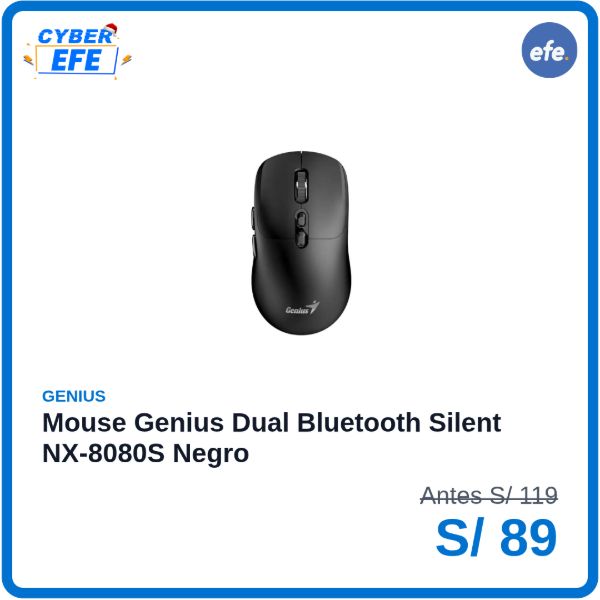 CYBER
EFE
efe.
Genius
GENIUS
Mouse Genius Dual Bluetooth Silent
NX-8080S Negro
Antes S/ 119
S/ 89